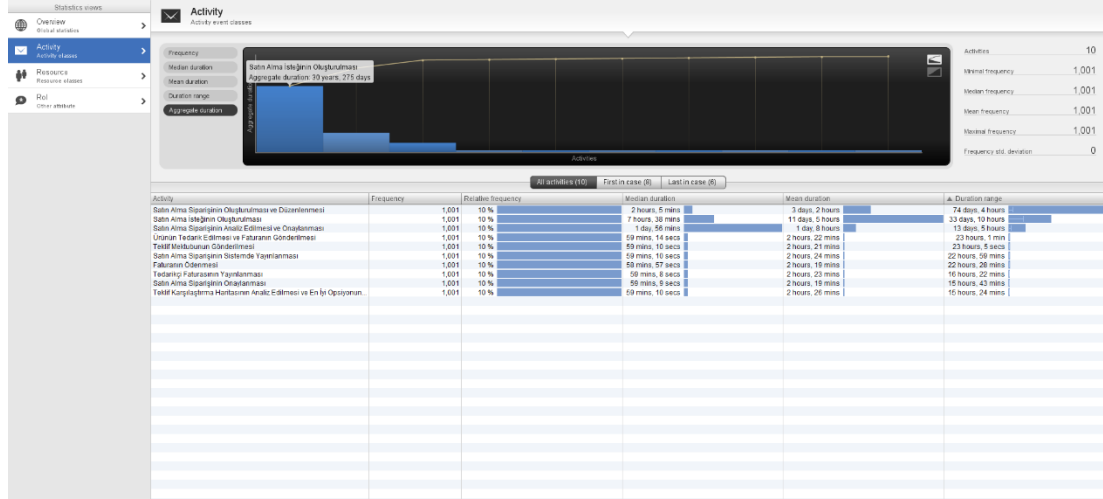 Statistics views
Overview
Global statistics
Activity
Activity classes
Resource
Resource classes
Rol
Other attribute
Activity
Activity event classes
Frequency
Median duration
Mean duration
Duration range
Aggregate duration
Aggregate duration
Satın Alma İsteğinin Oluşturulması
Aggregate duration: 30 years, 275 days
Activities
Activities 10
Minimal frequency 1,001
Median frequency 1,001
Mean frequency 1,001
Maximal frequency 1,001
Frequency std. deviation 0
All activities (10) First in case (8) Last in case (6)
Activity Frequency Relative frequency Median duration Mean duration ▲ Duration range
Satın Alma Siparişinin Oluşturulması ve Düzenlenmesi 1,001 10 % 2 hours, 5 mins 3 days, 2 hours 74 days, 4 hours
Satın Alma İsteğinin Oluşturulması 1,001 10 % 7 hours, 38 mins 11 days, 5 hours 33 days, 10 hours
Satın Alma Siparişinin Analiz Edilmesi ve Onaylanması 1,001 10 % 1 day, 56 mins 1 day, 8 hours 13 days, 5 hours
Ürünün Tedarik Edilmesi ve Faturanın Gönderilmesi 1,001 10 % 59 mins, 14 secs 2 hours, 22 mins 23 hours, 1 min
Teklif Mektubunun Gönderilmesi 1,001 10 % 59 mins, 10 secs 2 hours, 21 mins 23 hours, 5 secs
Satın Alma Siparişinin Sistemde Yayınlanması 1,001 10 % 59 mins, 10 secs 2 hours, 24 mins 22 hours, 59 mins
Faturanın Ödenmesi 1,001 10 % 58 mins, 57 secs 2 hours, 19 mins 22 hours, 28 mins
Tedarikçi Faturasının Yayınlanması 1,001 10 % 58 mins, 8 secs 2 hours, 23 mins 16 hours, 22 mins
Satın Alma Siparişinin Onaylanması 1,001 10 % 59 mins, 9 secs 2 hours, 19 mins 15 hours, 43 mins
Teklif Karşılaştırma Haritasının Analiz Edilmesi ve En İyi Opsiyonun... 1,001 10 % 59 mins, 10 secs 2 hours, 26 mins 15 hours, 24 mins